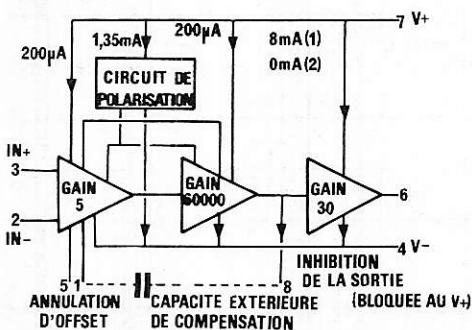 7 V+
1,35mA
200µA
8mA(1)
200µA
0mA(2)
CIRCUIT DE
POLARISATION
IN+
3
GAIN
5
GAIN
60000
GAIN
30
6
2
IN-
4 V-
5
1
8
INHIBITION
DE LA SORTIE
(BLOQUEE AU V+)
ANNULATION
D'OFFSET
CAPACITE EXTERIEURE
DE COMPENSATION